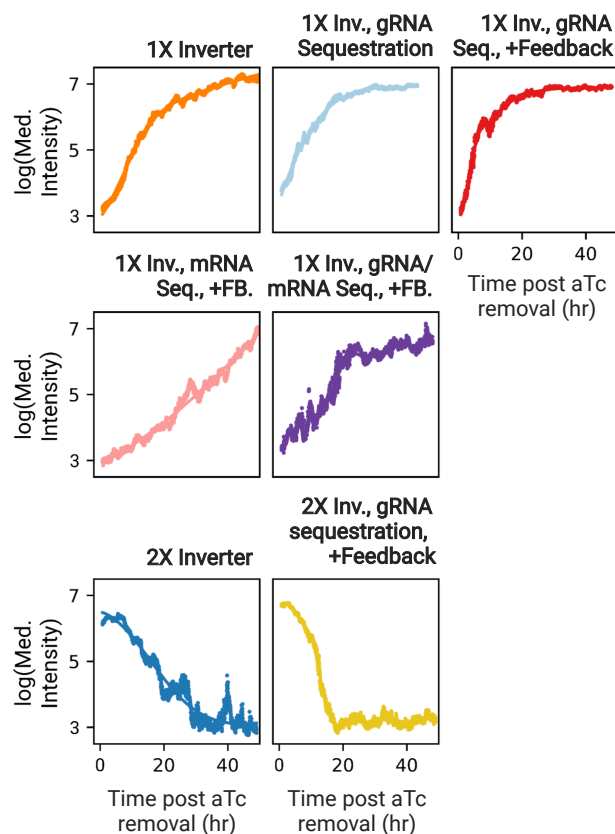 1X Inverter
1X Inv., gRNA
Sequestration
1X Inv., gRNA
Seq., +Feedback
log(Med.
Intensity)
7
5
3
0
20
40
Time post aTc
removal (hr)
1X Inv., mRNA
Seq., +FB.
1X Inv., gRNA/
mRNA Seq., +FB.
log(Med.
Intensity)
7
5
3
2X Inverter
2X Inv., gRNA
sequestration,
+Feedback
log(Med.
Intensity)
7
5
3
0
20
40
0
20
40
Time post aTc
removal (hr)
Time post aTc
removal (hr)